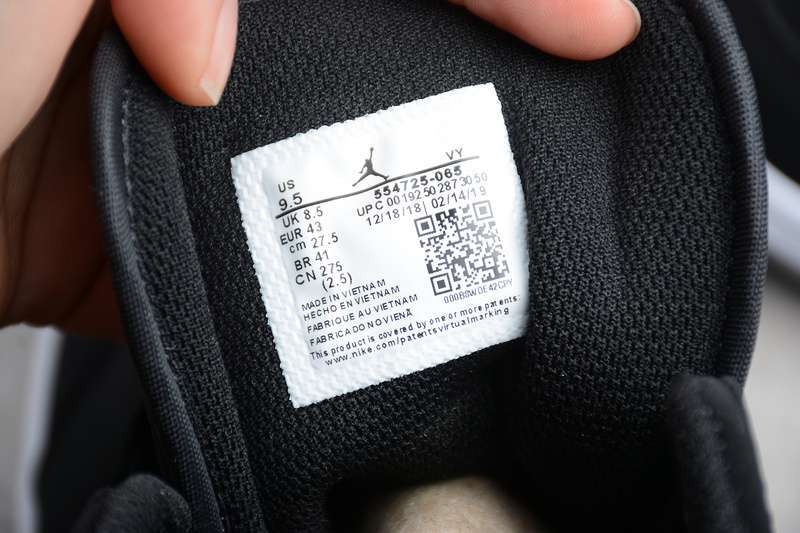 US VY
9.5 554725-065
UK 8.5 UPC 00192502873050
EUR 43 12/18/18 02/14/19
cm 27.5
BR 41
CN 275
(2.5)
000B8WDE42CPY
MADE IN VIETNAM
HECHO EN VIETNAM
FABRIQUE AU VIETNAM
FABRICADO NO VIENÃ
This product is covered by one or more patents:
www.nike.com/patentsvirtualmarking